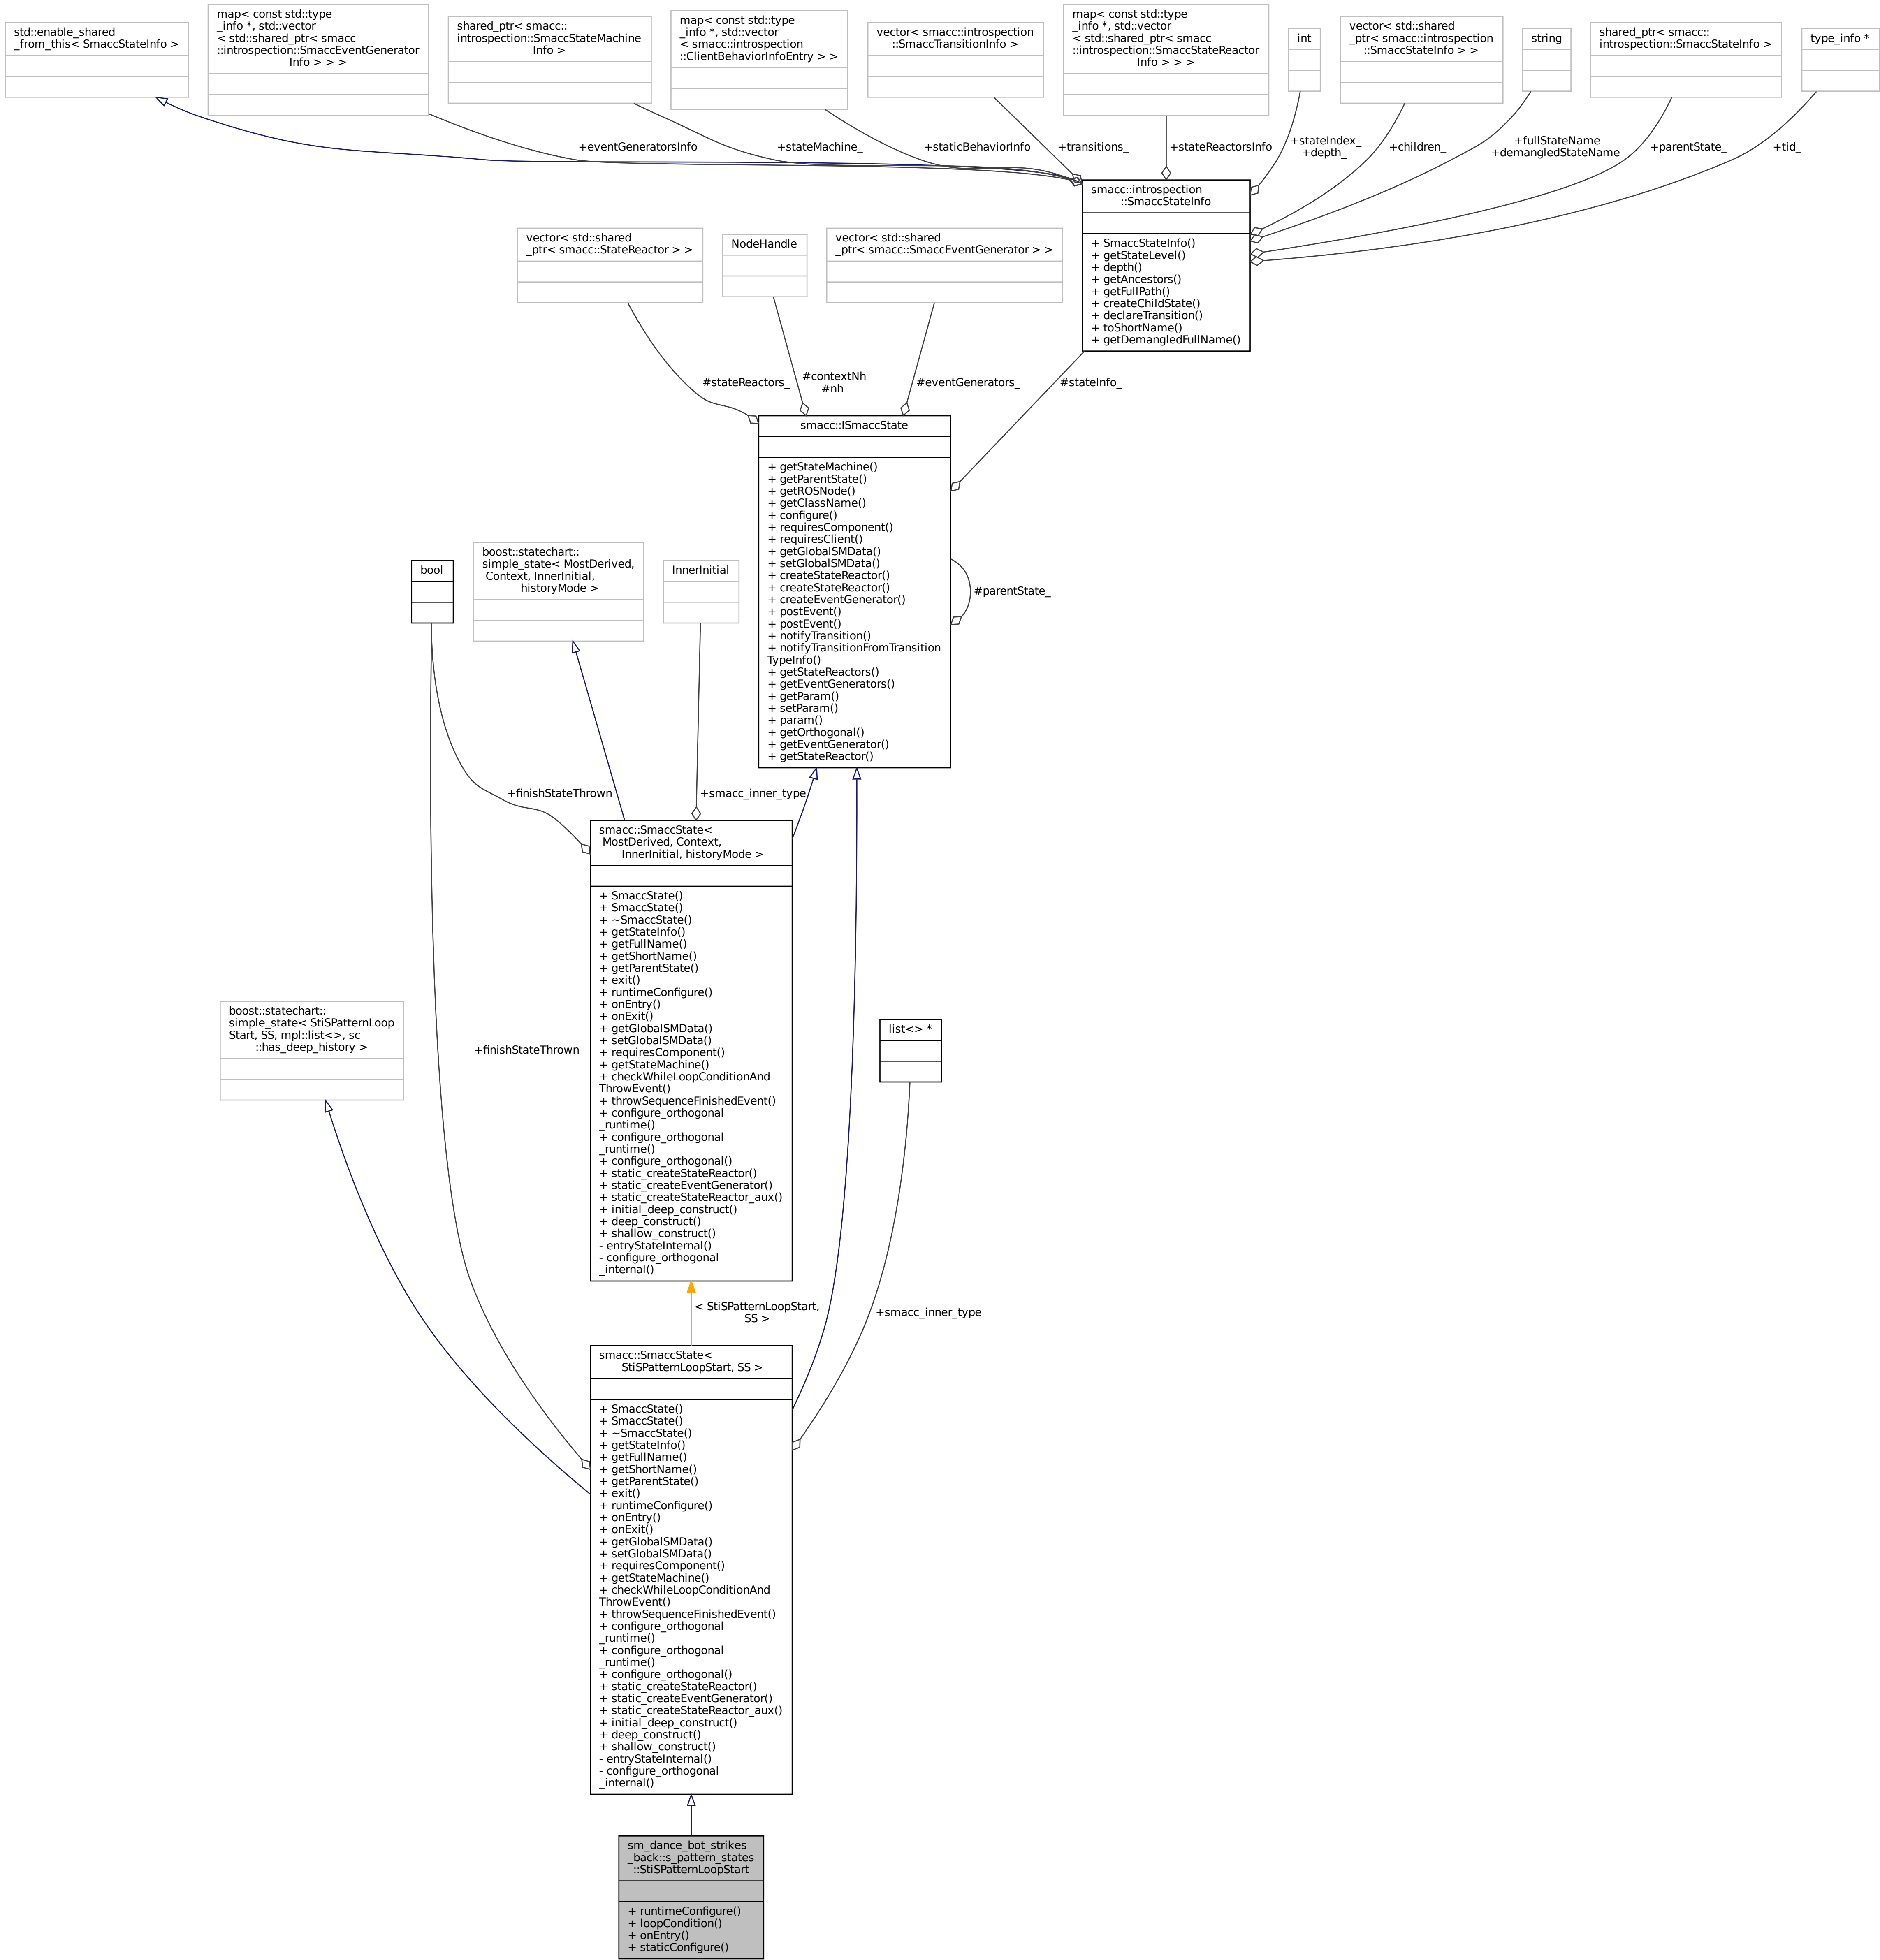 std::enable_shared
_from_this< SmaccStateInfo >
map< const std::type
_info *, std::vector
< std::shared_ptr< smacc
::introspection::SmaccEventGenerator
Info > > >
shared_ptr< smacc::
introspection::SmaccStateMachine
Info >
map< const std::type
_info *, std::vector
< smacc::introspection
::ClientBehaviorInfoEntry > >
vector< smacc::introspection
::SmaccTransitionInfo >
map< const std::type
_info *, std::vector
< std::shared_ptr< smacc
::introspection::SmaccStateReactor
Info > > >
int
vector< std::shared
_ptr< smacc::introspection
::SmaccStateInfo > >
string
shared_ptr< smacc::
introspection::SmaccStateInfo >
type_info *
+eventGeneratorsInfo
+stateMachine_
+staticBehaviorInfo
+transitions_
+stateReactorsInfo
+stateIndex_
+depth_
+children_
+fullStateName
+demangledStateName
+parentState_
+tid_
smacc::introspection
::SmaccStateInfo
+ SmaccStateInfo()
+ getStateLevel()
+ depth()
+ getAncestors()
+ getFullPath()
+ createChildState()
+ declareTransition()
+ toShortName()
+ getDemangledFullName()
vector< std::shared
_ptr< smacc::StateReactor > >
NodeHandle
vector< std::shared
_ptr< smacc::SmaccEventGenerator > >
#stateReactors_
#contextNh
#nh
#eventGenerators_
#stateInfo_
smacc::ISmaccState
+ getStateMachine()
+ getParentState()
+ getROSNode()
+ getClassName()
+ configure()
+ requiresComponent()
+ requiresClient()
+ getGlobalSMData()
+ setGlobalSMData()
+ createStateReactor()
+ createStateReactor()
+ createEventGenerator()
+ postEvent()
+ postEvent()
+ notifyTransition()
+ notifyTransitionFromTransition
TypeInfo()
+ getStateReactors()
+ getEventGenerators()
+ getParam()
+ setParam()
+ param()
+ getOrthogonal()
+ getEventGenerator()
+ getStateReactor()
#parentState_
bool
boost::statechart::
simple_state< MostDerived,
Context, InnerInitial,
historyMode >
InnerInitial
+finishStateThrown
+smacc_inner_type
smacc::SmaccState<
MostDerived, Context,
InnerInitial, historyMode >
+ SmaccState()
+ SmaccState()
+ ~SmaccState()
+ getStateInfo()
+ getFullName()
+ getShortName()
+ getParentState()
+ exit()
+ runtimeConfigure()
+ onEntry()
+ onExit()
+ getGlobalSMData()
+ setGlobalSMData()
+ requiresComponent()
+ getStateMachine()
+ checkWhileLoopConditionAnd
ThrowEvent()
+ throwSequenceFinishedEvent()
+ configure_orthogonal
_runtime()
+ configure_orthogonal
_runtime()
+ configure_orthogonal()
+ static_createStateReactor()
+ static_createEventGenerator()
+ static_createStateReactor_aux()
+ initial_deep_construct()
+ deep_construct()
+ shallow_construct()
- entryStateInternal()
- configure_orthogonal
_internal()
boost::statechart::
simple_state< StiSPatternLoop
Start, SS, mpl::list<>, sc
::has_deep_history >
+finishStateThrown
list<> *
< StiSPatternLoopStart,
SS >
+smacc_inner_type
smacc::SmaccState<
StiSPatternLoopStart, SS >
+ SmaccState()
+ SmaccState()
+ ~SmaccState()
+ getStateInfo()
+ getFullName()
+ getShortName()
+ getParentState()
+ exit()
+ runtimeConfigure()
+ onEntry()
+ onExit()
+ getGlobalSMData()
+ setGlobalSMData()
+ requiresComponent()
+ getStateMachine()
+ checkWhileLoopConditionAnd
ThrowEvent()
+ throwSequenceFinishedEvent()
+ configure_orthogonal
_runtime()
+ configure_orthogonal
_runtime()
+ configure_orthogonal()
+ static_createStateReactor()
+ static_createEventGenerator()
+ static_createStateReactor_aux()
+ initial_deep_construct()
+ deep_construct()
+ shallow_construct()
- entryStateInternal()
- configure_orthogonal
_internal()
sm_dance_bot_strikes
_back::s_pattern_states
::StiSPatternLoopStart
+ runtimeConfigure()
+ loopCondition()
+ onEntry()
+ staticConfigure()